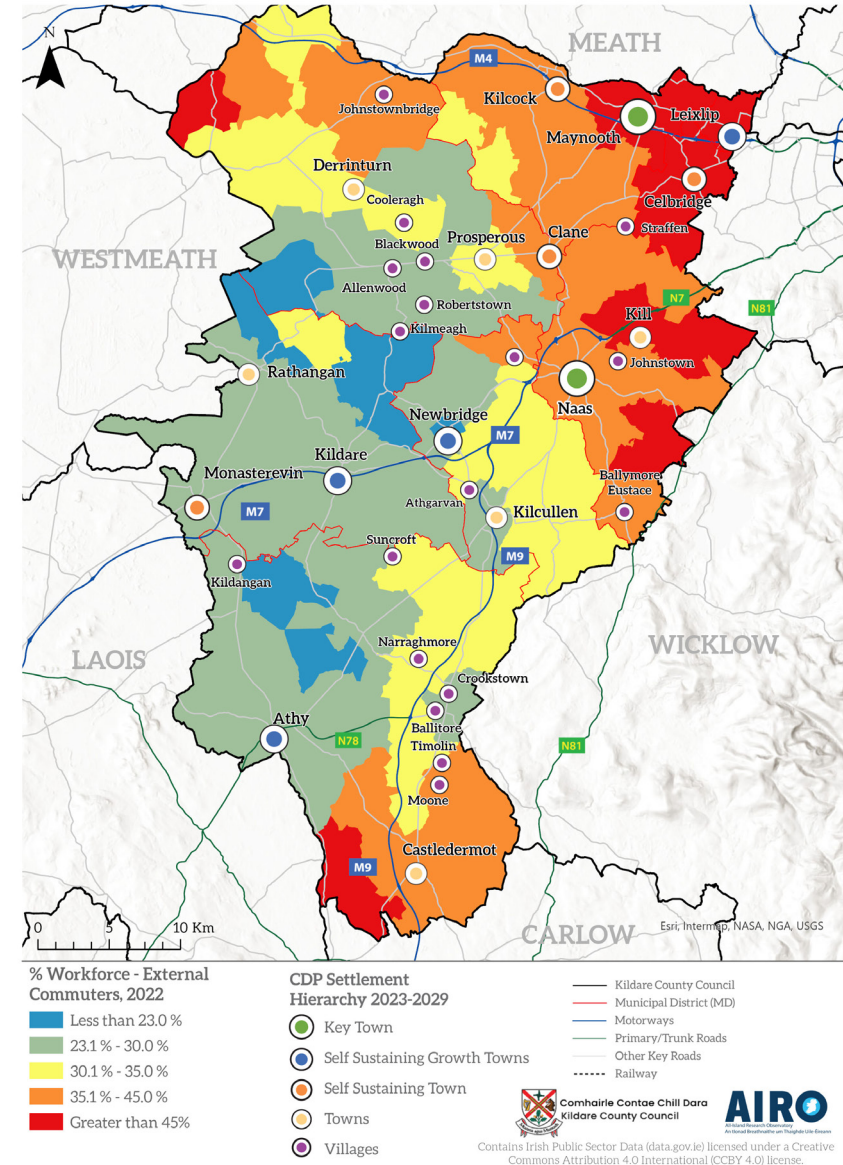 N
MEATH
M4
Kilcock
Johnstownbridge
Maynooth
Leixlip
Derrinturn
Celbridge
Cooleragh
Straffen
Blackwood
Prosperous
Clane
WESTMEATH
Allenwood
N7
N81
Robertstown
Kill
Kilmeagh
Johnstown
Rathangan
Naas
Newbridge
M7
Kildare
Monasterevin
Ballymore
Eustace
Athgarvan
M7
Kilcullen
Suncroft
M9
Kildangan
Narraghmore
WICKLOW
LAOIS
Crookstown
Athy
Ballitore
N78
N81
Timolin
Moone
Castledermot
M9
0 5 10 Km
CARLOW
Esri, Intermap, NASA, NGA, USGS
% Workforce - External
Commuters, 2022
Less than 23.0 %
23.1 % - 30.0 %
30.1 % - 35.0 %
35.1 % - 45.0 %
Greater than 45%
CDP Settlement
Hierarchy 2023-2029
Key Town
Self Sustaining Growth Towns
Self Sustaining Town
Towns
Villages
Kildare County Council
Municipal District (MD)
Motorways
Primary/Trunk Roads
Other Key Roads
Railway
Comhairle Contae Chill Dara
Kildare County Council
AIRO
All-Island Research Observatory
An tIonad Breathnaithe um Thaighde Uile-Éireann
Contains Irish Public Sector Data (data.gov.ie) licensed under a Creative
Commons Attribution 4.0 International (CCBY 4.0) license.